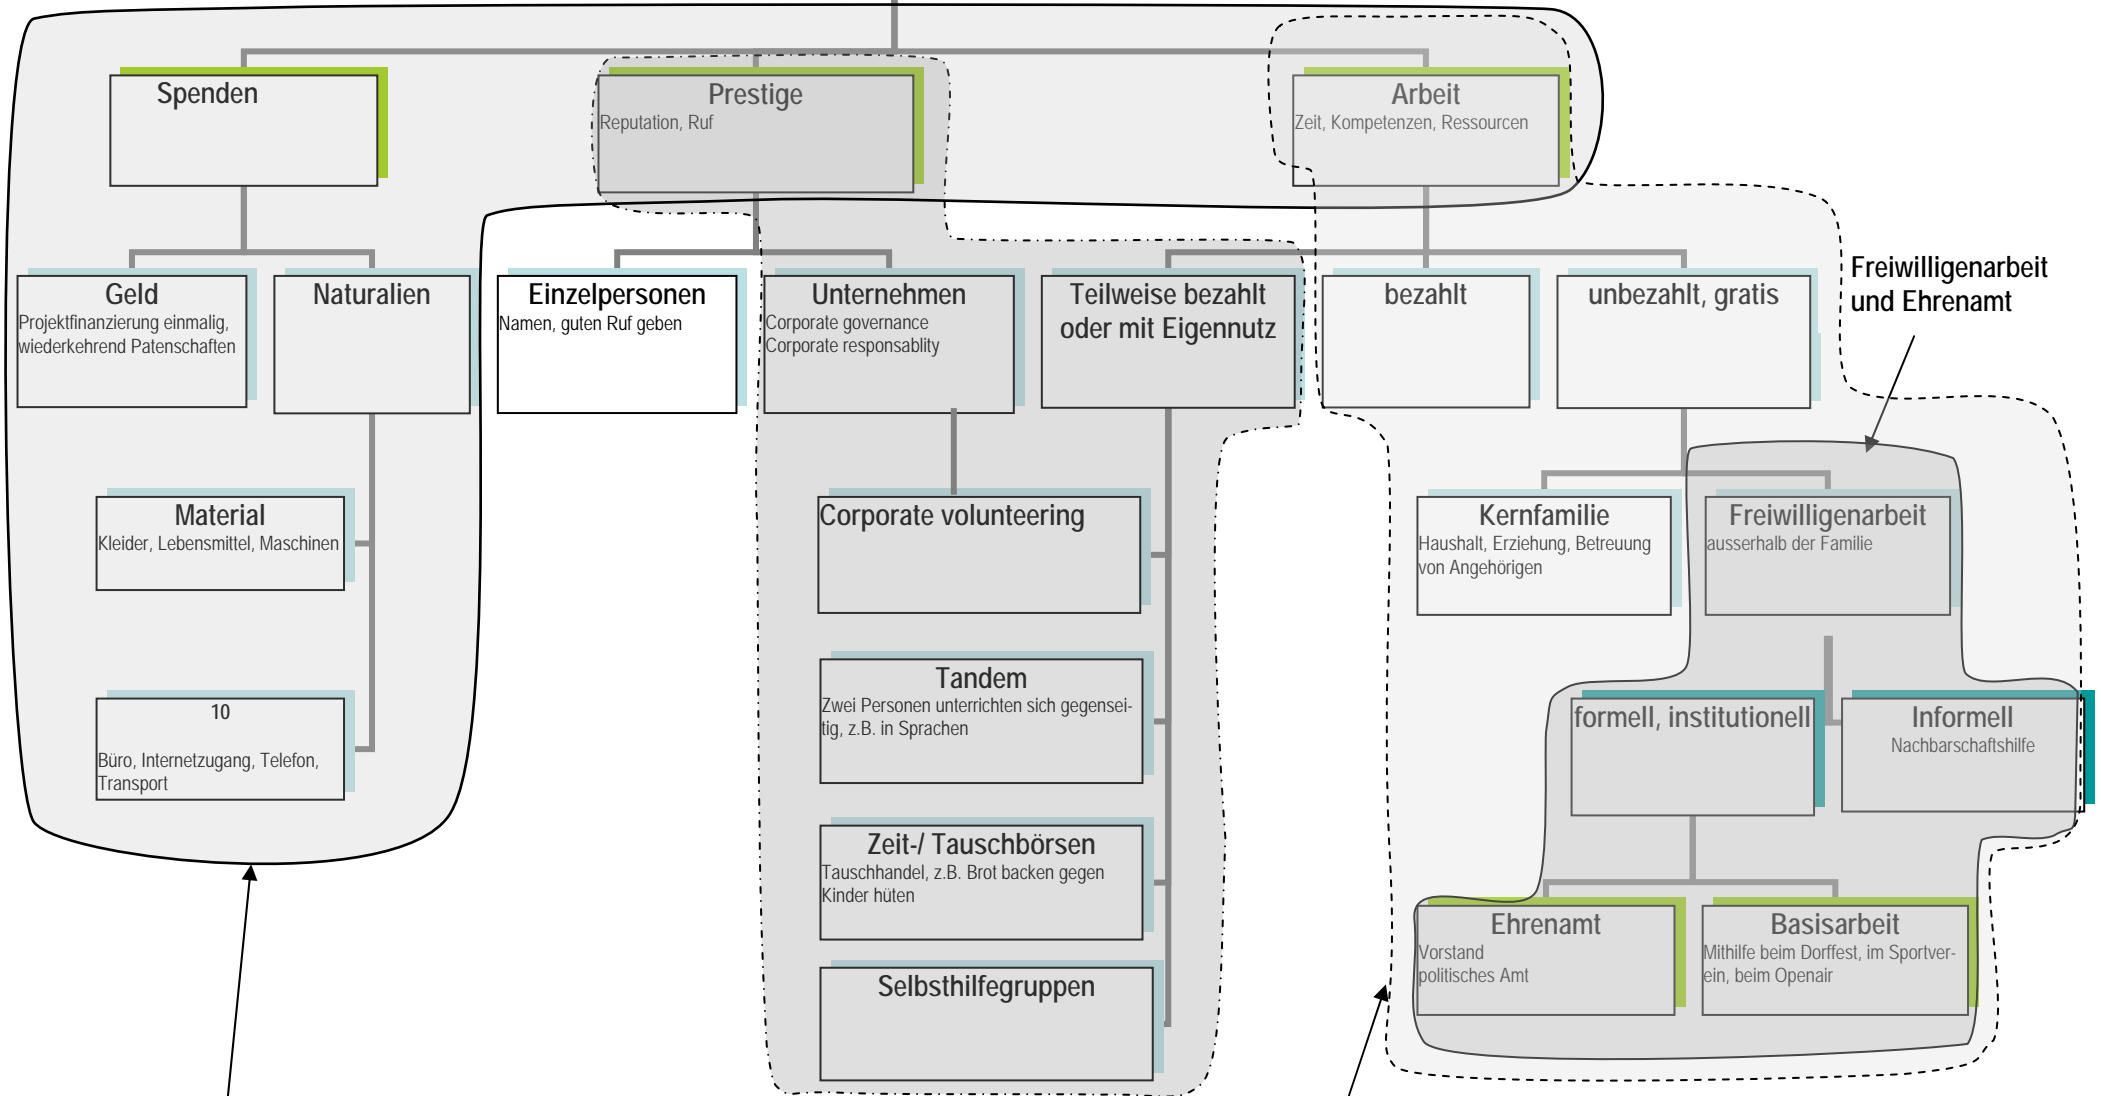 Spenden
Prestige
Reputation, Ruf
Arbeit
Zeit, Kompetenzen, Ressourcen
Geld
Projektfinanzierung einmalig,
wiederkehrend Patenschaften
Naturalien
Einzelpersonen
Namen, guten Ruf geben
Unternehmen
Corporate governance
Corporate responsablity
Teilweise bezahlt
oder mit Eigennutz
bezahlt
unbezahlt, gratis
Freiwilligenarbeit
und Ehrenamt
Material
Kleider, Lebensmittel, Maschinen
Corporate volunteering
Kernfamilie
Haushalt, Erziehung, Betreuung
von Angehörigen
Freiwilligenarbeit
ausserhalb der Familie
10
Büro, Internetzugang, Telefon,
Transport
Tandem
Zwei Personen unterrichten sich gegensei-
tig, z.B. in Sprachen
formell, institutionell
Informell
Nachbarschaftshilfe
Zeit-/ Tauschbörsen
Tauschhandel, z.B. Brot backen gegen
Kinder hüten
Ehrenamt
Vorstand
politisches Amt
Basisarbeit
Mithilfe beim Dorffest, im Sportver-
ein, beim Openair
Selbsthilfegruppen